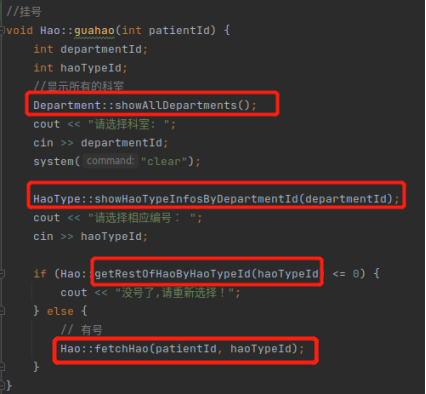 //挂号
void Hao::guahao(int patientId) {
int departmentId;
int haoTypeId;
//显示所有的科室
Department::showAllDepartments();
cout << "请选择科室: ";
cin >> departmentId;
system( command: "clear");
HaoType::showHaoTypeInfosByDepartmentId(departmentId);
cout << "请选择相应编号： ";
cin >> haoTypeId;
if (Hao::getRestOfHaoByHaoTypeId(haoTypeId) <= 0) {
cout << "没号了,请重新选择！";
} else {
// 有号
Hao::fetchHao(patientId, haoTypeId);
}
}